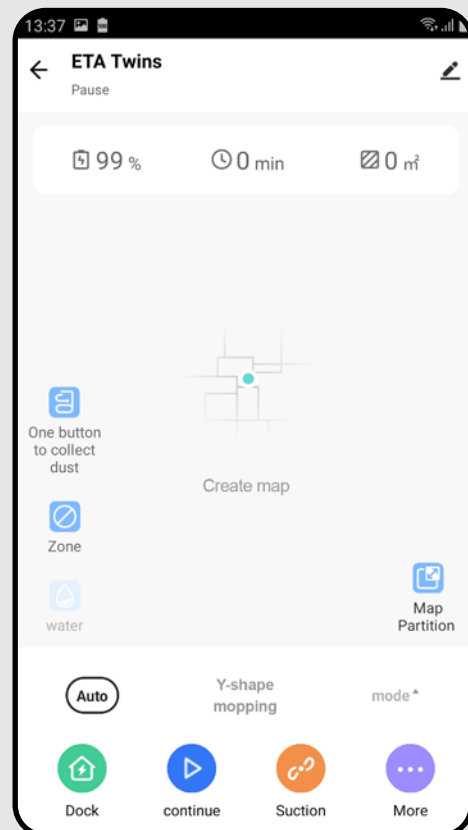 13:37
ETA Twins
Pause
99 %
0 min
0 ㎡
One button
to collect
dust
Create map
Zone
water
Map
Partition
Auto
Y-shape
mopping
mode
Dock
continue
Suction
More